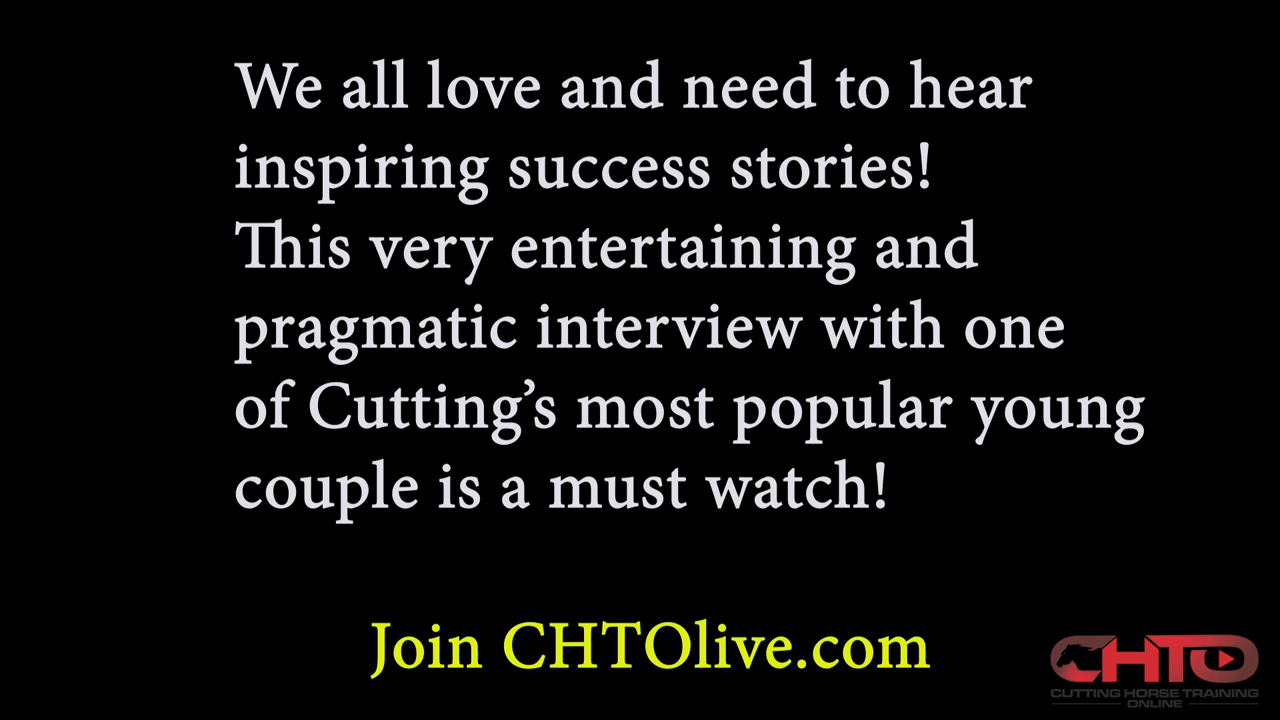 We all love and need to hear
inspiring success stories!
This very entertaining and
pragmatic interview with one
of Cutting’s most popular young
couple is a must watch!
Join CHTOlive.com
CHTO
CUTTING HORSE TRAINING
ONLINE